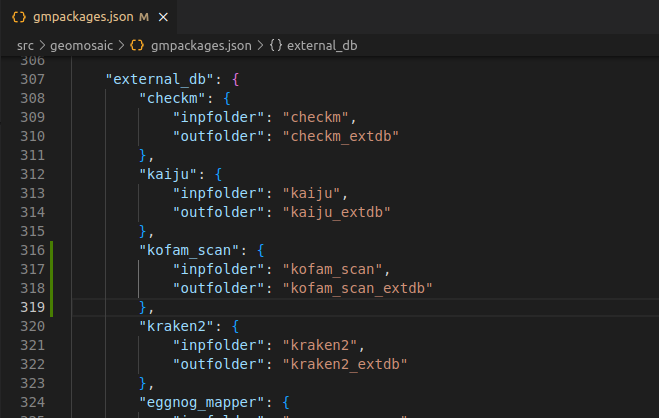 gmpackages.json M ×
src > geomosaic > gmpackages.json > external_db
306
307 "external_db": {
308 "checkm": {
309 "inpfolder": "checkm",
310 "outfolder": "checkm_extdb"
311 },
312 "kaiju": {
313 "inpfolder": "kaiju",
314 "outfolder": "kaiju_extdb"
315 },
316 "kofam_scan": {
317 "inpfolder": "kofam_scan",
318 "outfolder": "kofam_scan_extdb"
319 },
320 "kraken2": {
321 "inpfolder": "kraken2",
322 "outfolder": "kraken2_extdb"
323 },
324 "eggnog_mapper": {